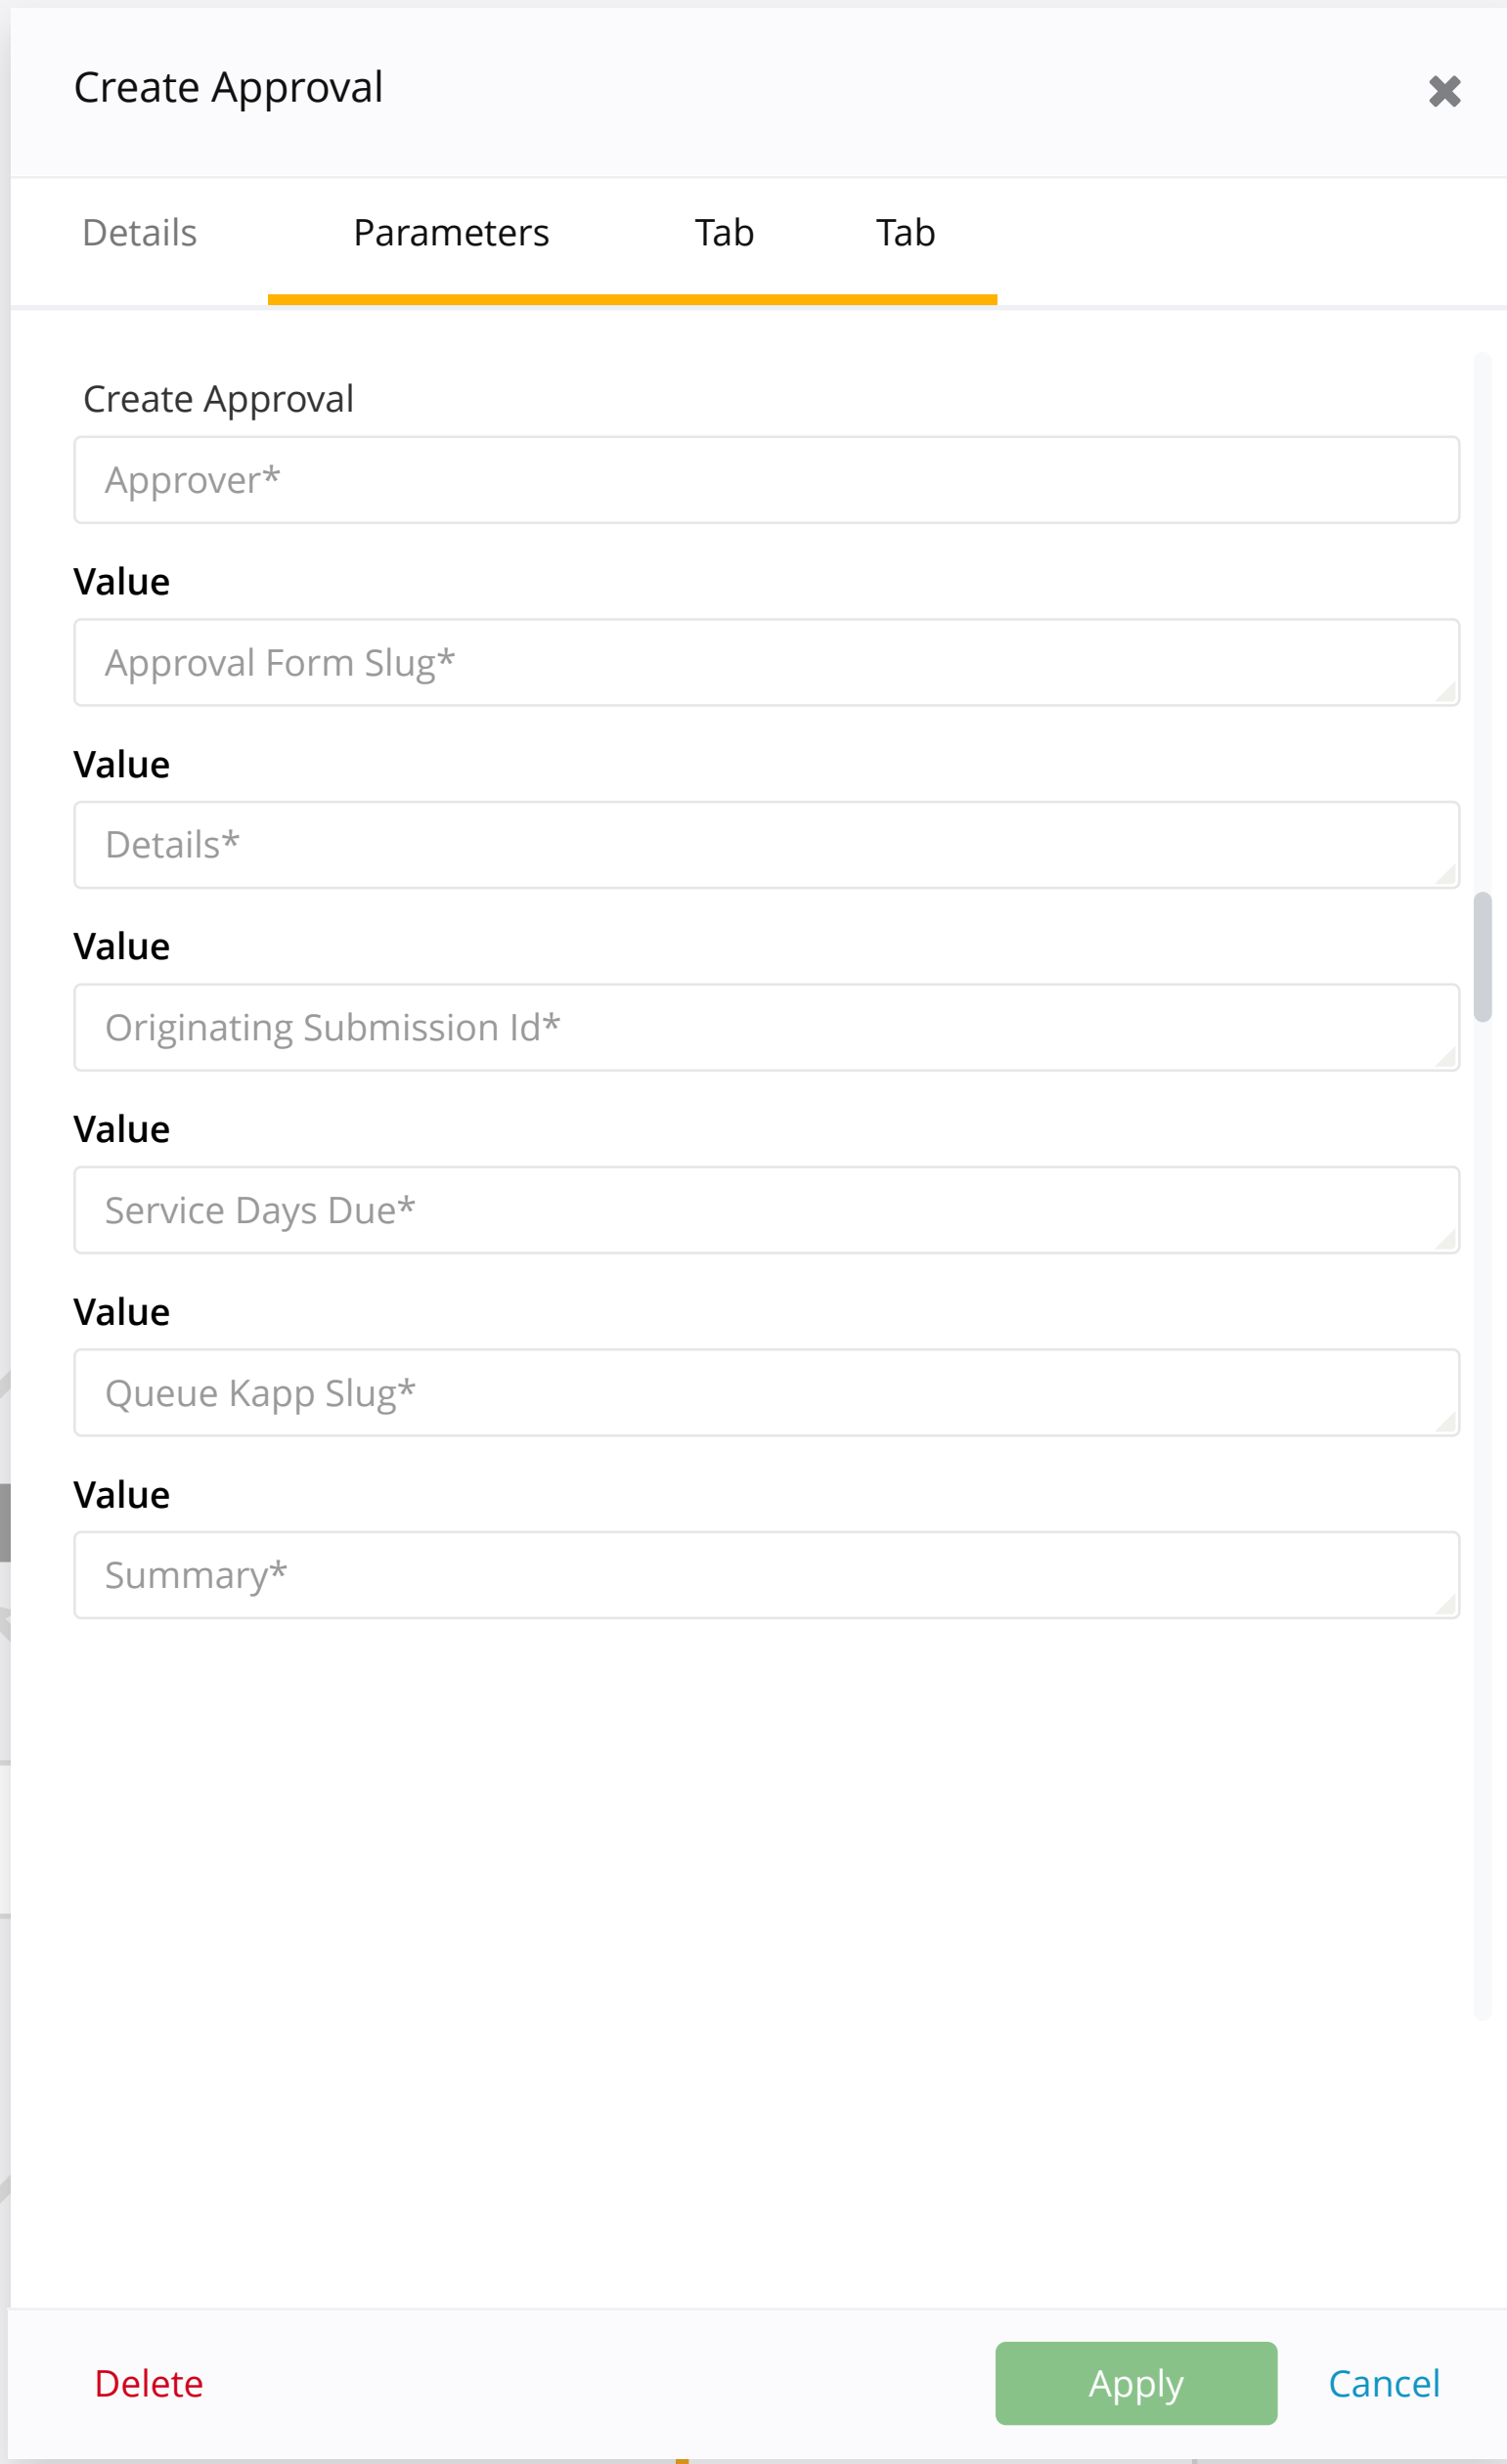 Create Approval
Details Parameters Tab Tab
Create Approval
Approver*
Value
Approval Form Slug*
Value
Details*
Value
Originating Submission Id*
Value
Service Days Due*
Value
Queue Kapp Slug*
Value
Summary*
Delete Apply Cancel